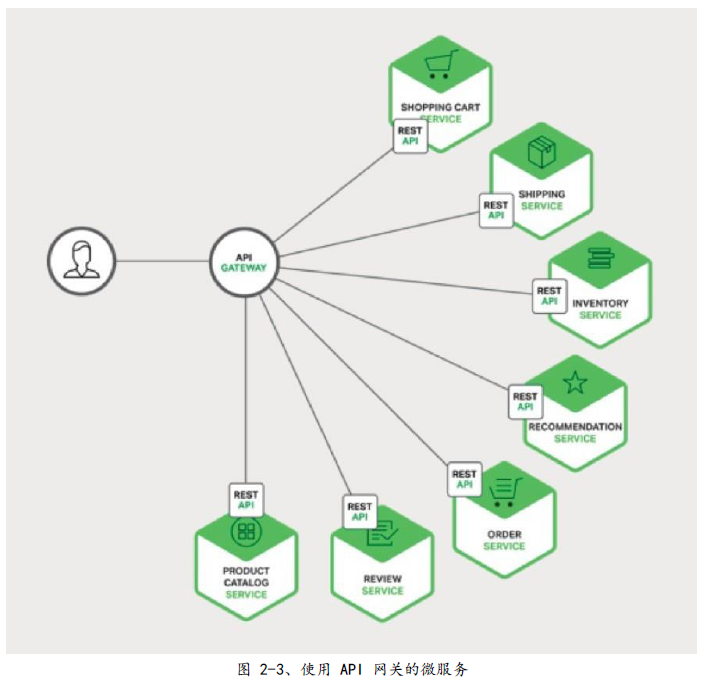 SHOPPING CART
SERVICE
REST
API
SHIPPING
SERVICE
REST
API
API
GATEWAY
REST
API
INVENTORY
SERVICE
REST
API
RECOMMENDATION
SERVICE
REST
API
ORDER
SERVICE
REST
API
PRODUCT
CATALOG
SERVICE
REST
API
REVIEW
SERVICE
图 2-3、使用 API 网关的微服务